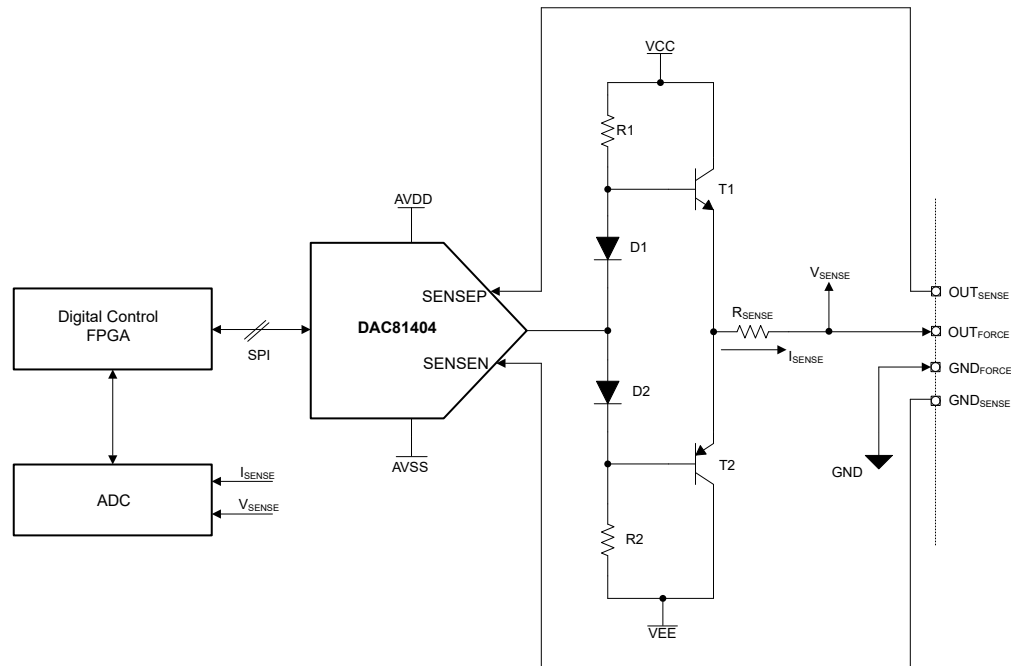 VCC
R1
T1
AVDD
D1
VSENSE
SENSEP
OUTSENSE
Digital Control
FPGA
SPI
DAC81404
RSENSE
OUTFORCE
ISENSE
SENSEN
GNDFORCE
D2
GNDSENSE
AVSS
T2
GND
ADC
ISENSE
VSENSE
R2
VEE